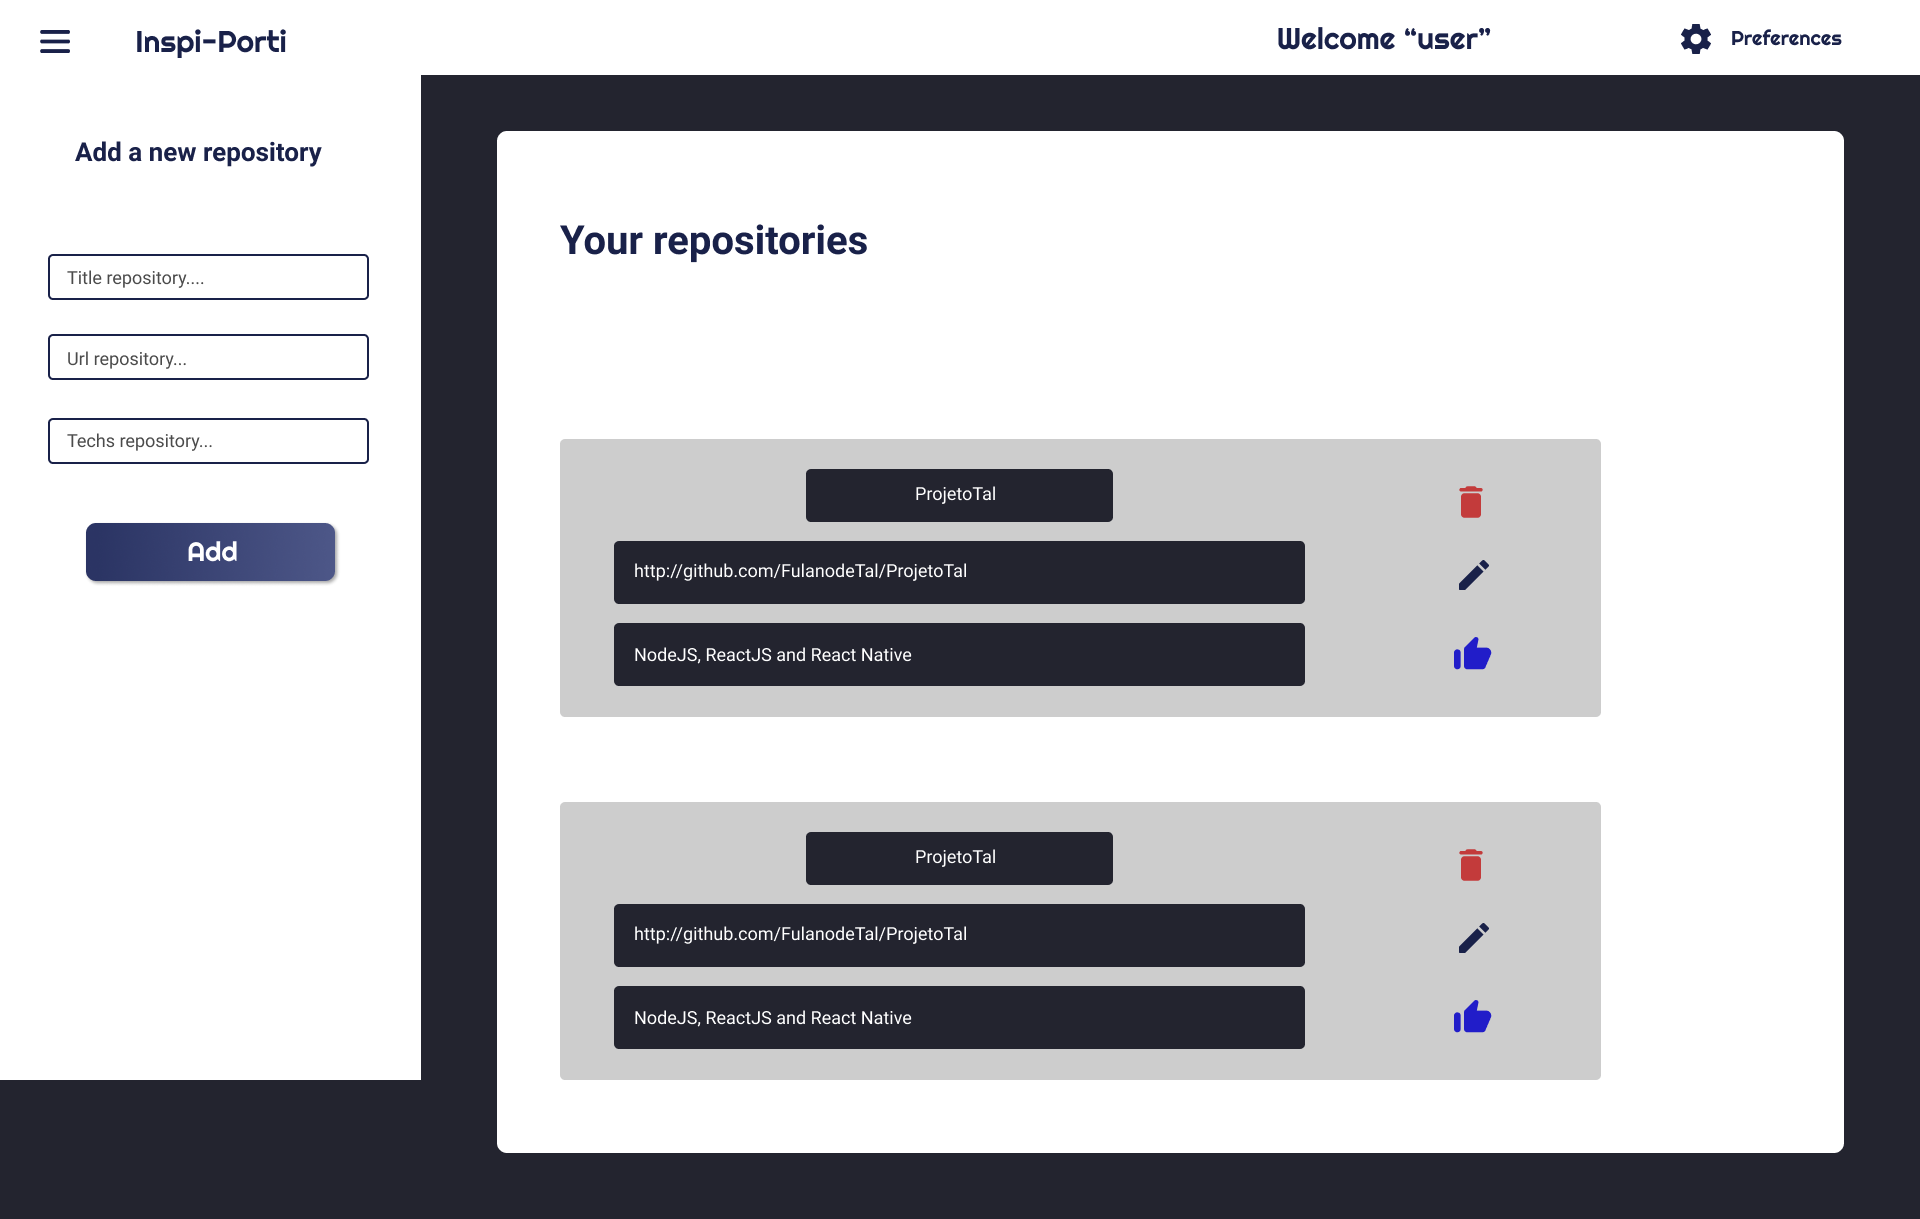 Inspi-Porti
Welcome “user”
Preferences
Add a new repository
Title repository....
Url repository...
Techs repository...
Add
Your repositories
ProjetoTal
http://github.com/FulanodeTal/ProjetoTal
NodeJS, ReactJS and React Native
ProjetoTal
http://github.com/FulanodeTal/ProjetoTal
NodeJS, ReactJS and React Native